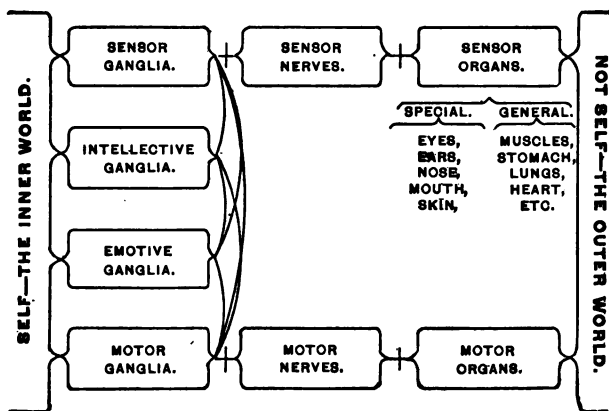 SELF—THE INNER WORLD.
SENSOR
GANGLIA.
SENSOR
NERVES.
SENSOR
ORGANS.
SPECIAL.
EYES,
EARS,
NOSE,
MOUTH,
SKIN,
GENERAL.
MUSCLES,
STOMACH,
LUNGS,
HEART,
ETC.
INTELLECTIVE
GANGLIA.
EMOTIVE
GANGLIA.
MOTOR
GANGLIA.
MOTOR
NERVES.
MOTOR
ORGANS.
NOT SELF—THE OUTER WORLD.